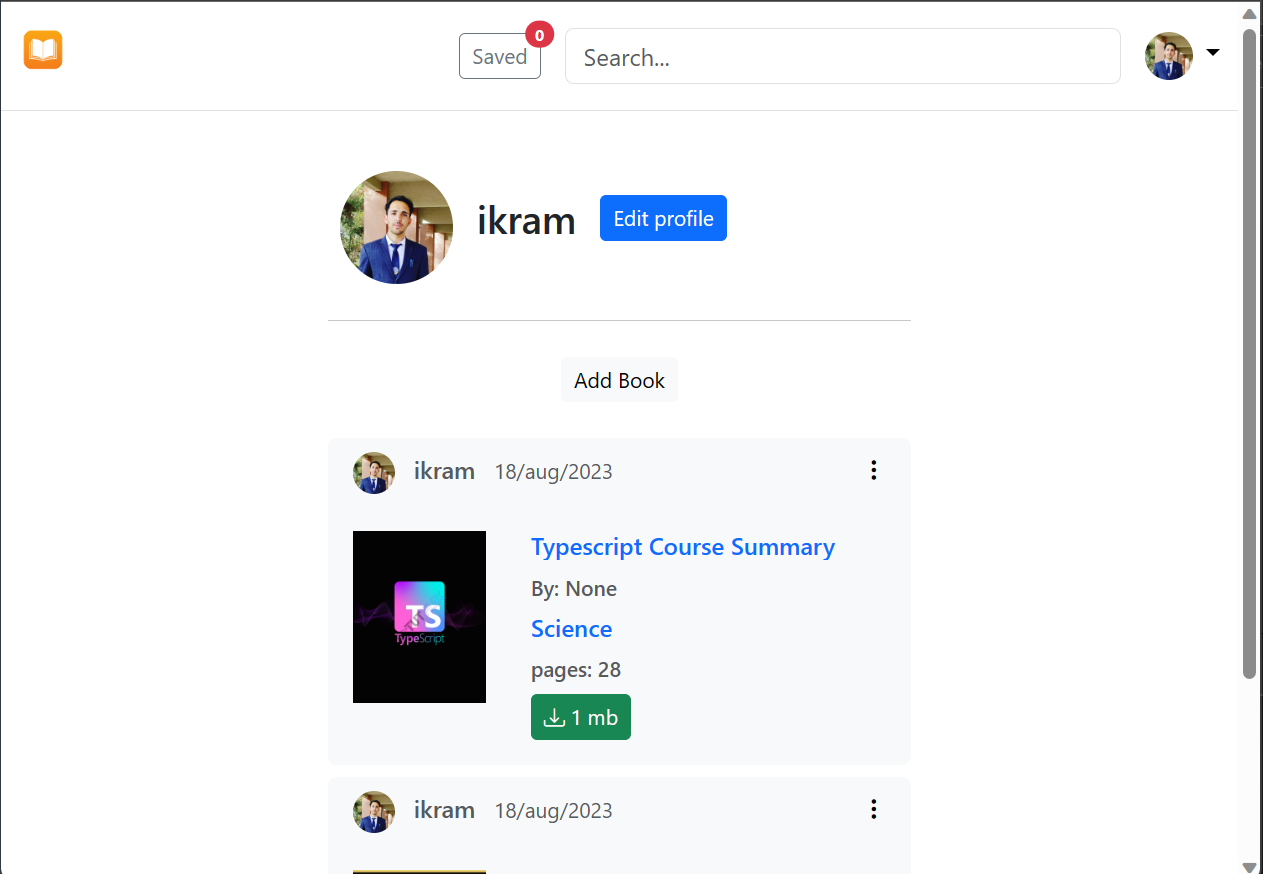 Saved
0
Search...
ikram
Edit profile
Add Book
ikram 18/aug/2023
TS
TypeScript
Typescript Course Summary
By: None
Science
pages: 28
1 mb
ikram 18/aug/2023